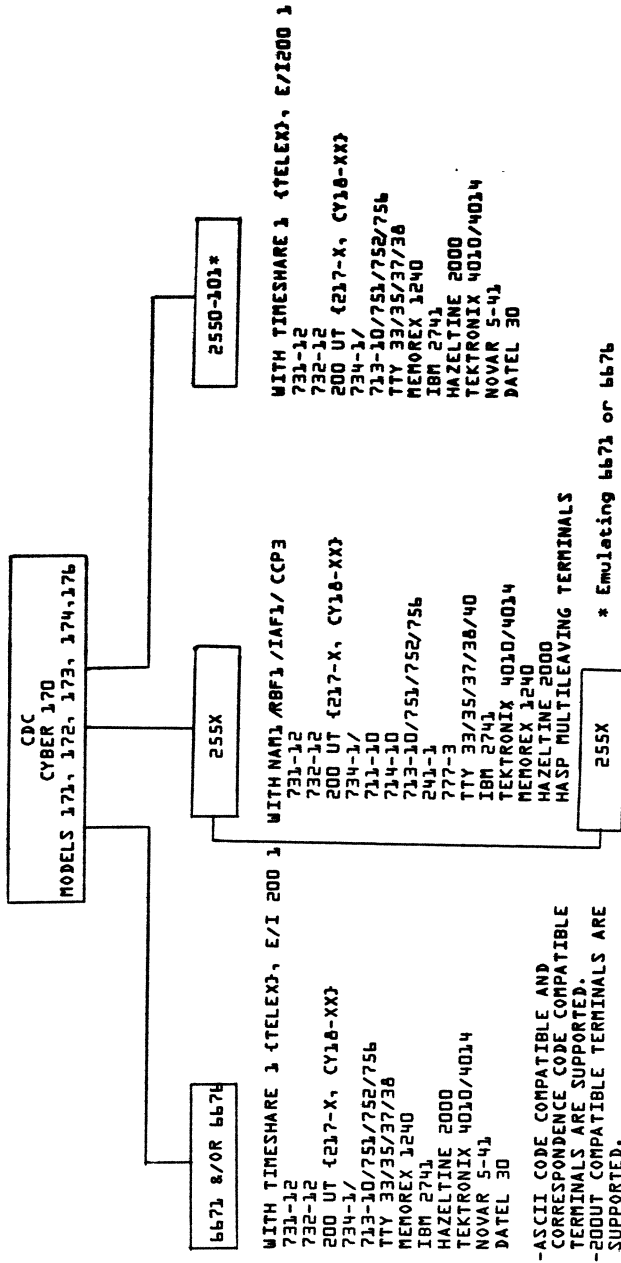 CDC
CYBER 170
MODELS 171, 172, 173, 174,176
6671 &/OR 6676
WITH TIMESHARE 1 {TELEX}, E/I 200 1
731-12
732-12
200 UT {217-X, CY18-XX}
734-1/
713-10/751/752/756
TTY 33/35/37/38
MEMOREX 1240
IBM 2741
HAZELTINE 2000
TEKTRONIX 4010/4014
NOVAR 5-41
DATEL 30
-ASCII CODE COMPATIBLE AND
CORRESPONDENCE CODE COMPATIBLE
TERMINALS ARE SUPPORTED.
-200UT COMPATIBLE TERMINALS ARE
SUPPORTED.
255X
WITH NAM1/RBF1/IAF1/ CCP3
731-12
732-12
200 UT {217-X, CY18-XX}
734-1/
711-10
714-10
713-10/751/752/756
241-1
777-3
TTY 33/35/37/38/40
IBM 2741
TEKTRONIX 4010/4014
MEMOREX 1240
HAZELTINE 2000
HASP MULTILEAVING TERMINALS
255X
2550-101*
WITH TIMESHARE 1 {TELEX}, E/I200 1
731-12
732-12
200 UT {217-X, CY18-XX}
734-1/
713-10/751/752/756
TTY 33/35/37/38
MEMOREX 1240
IBM 2741
HAZELTINE 2000
TEKTRONIX 4010/4014
NOVAR 5-41
DATEL 30
* Emulating 6671 or 6676